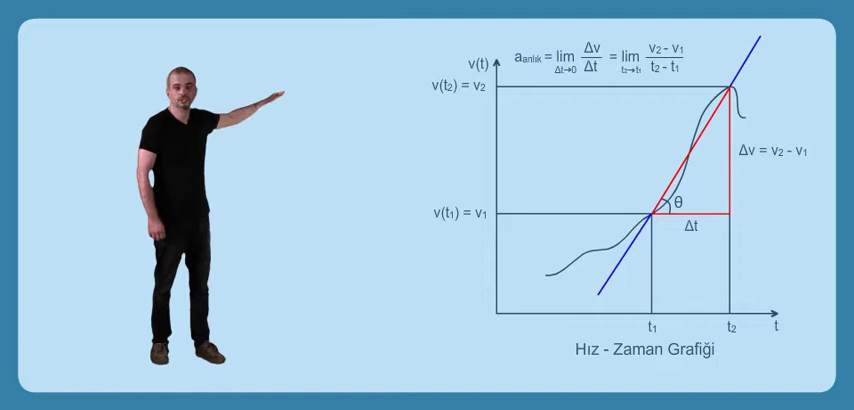 a_anlık = lim Δt→0 Δv/Δt = lim t₂→t₁ v₂ - v₁/t₂ - t₁
v(t)
v(t₂) = v₂
Δv = v₂ - v₁
θ
v(t₁) = v₁
Δt
t₁ t₂ t
Hız - Zaman Grafiği